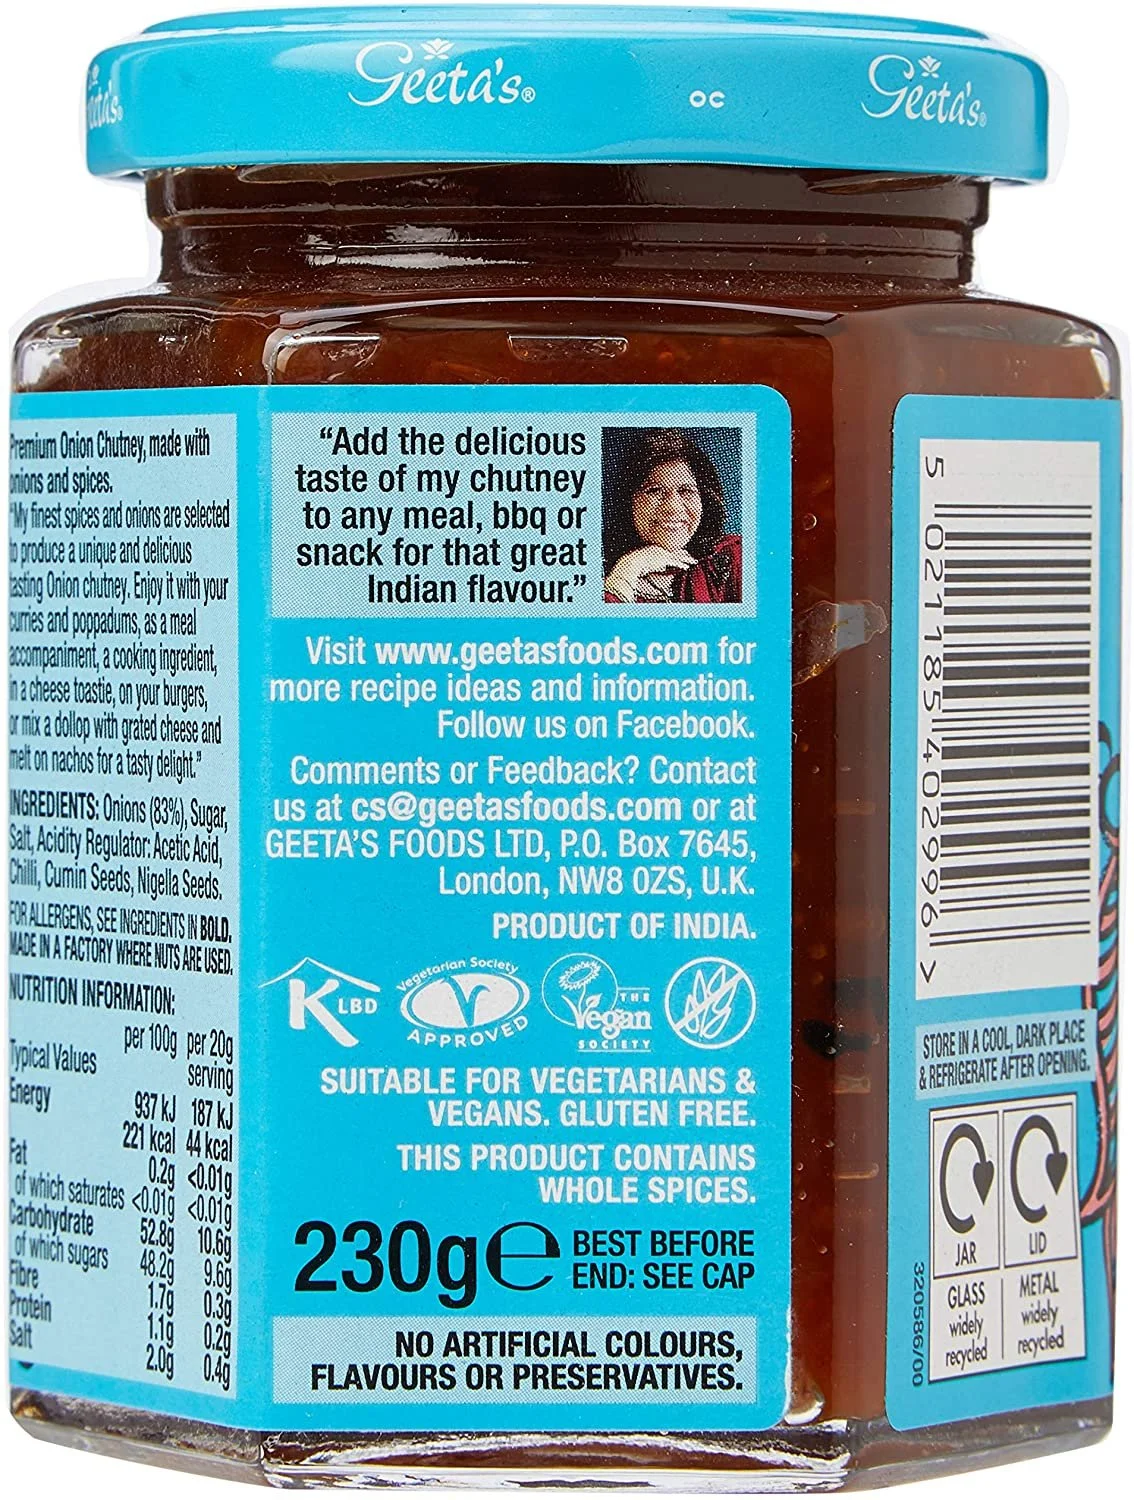 Geeta's®
OC
Geeta's®
Premium Onion Chutney, made with
onions and spices.
"My finest spices and onions are selected
to produce a unique and delicious
tasting Onion chutney. Enjoy it with your
curries and poppadums, as a meal
accompaniment, a cooking ingredient,
in a cheese toastie, on your burgers,
or mix a dollop with grated cheese and
melt on nachos for a tasty delight."
INGREDIENTS: Onions (83%), Sugar,
Salt, Acidity Regulator: Acetic Acid,
Chilli, Cumin Seeds, Nigella Seeds.
FOR ALLERGENS, SEE INGREDIENTS IN BOLD.
MADE IN A FACTORY WHERE NUTS ARE USED.
NUTRITION INFORMATION:
Typical Values per 100g per 20g serving
Energy 937 kJ 187 kJ
221 kcal 44 kcal
Fat 0.2g <0.01g
of which saturates <0.01g <0.01g
Carbohydrate 52.8g 10.6g
of which sugars 48.2g 9.6g
Fibre 1.7g 0.3g
Protein 1.1g 0.2g
Salt 2.0g 0.4g
"Add the delicious
taste of my chutney
to any meal, bbq or
snack for that great
Indian flavour."
Visit www.geetasfoods.com for
more recipe ideas and information.
Follow us on Facebook.
Comments or Feedback? Contact
us at cs@geetasfoods.com or at
GEETA'S FOODS LTD, P.O. Box 7645,
London, NW8 0ZS, U.K.
PRODUCT OF INDIA.
K LBD
Vegetarian Society
V
APPROVED
THE
Vegan
SOCIETY
SUITABLE FOR VEGETARIANS &
VEGANS. GLUTEN FREE.
THIS PRODUCT CONTAINS
WHOLE SPICES.
230g e
BEST BEFORE
END: SEE CAP
NO ARTIFICIAL COLOURS,
FLAVOURS OR PRESERVATIVES.
5 021185 402996 >
STORE IN A COOL, DARK PLACE
& REFRIGERATE AFTER OPENING.
JAR
GLASS
widely
recycled
LID
METAL
widely
recycled
320586/00